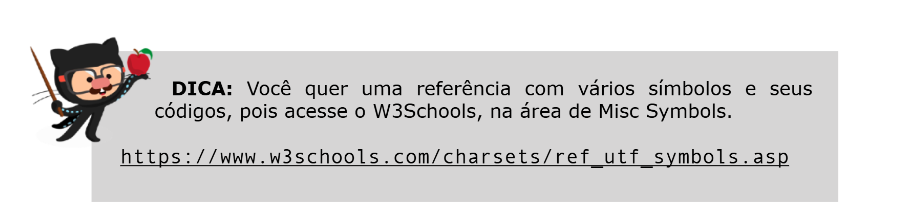 DICA: Você quer uma referência com vários símbolos e seus
códigos, pois acesse o W3Schools, na área de Misc Symbols.
https://www.w3schools.com/charsets/ref_utf_symbols.asp